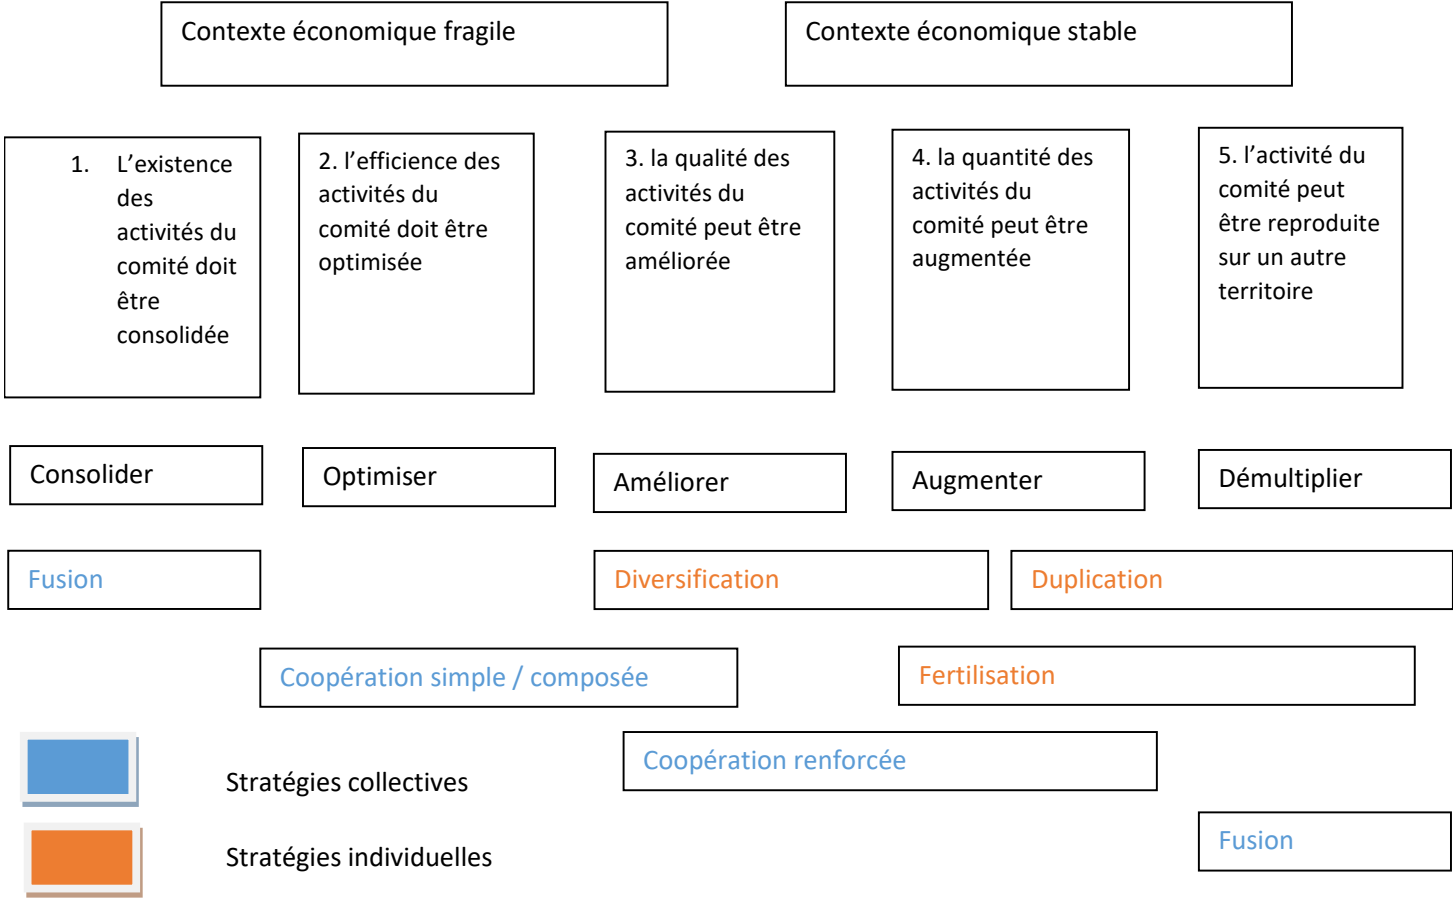 Contexte économique fragile
Contexte économique stable
1. L’existence
des
activités du
comité doit
être
consolidée
2. l’efficience des
activités du
comité doit être
optimisée
3. la qualité des
activités du
comité peut être
améliorée
4. la quantité des
activités du
comité peut être
augmentée
5. l’activité du
comité peut
être reproduite
sur un autre
territoire
Consolider
Optimiser
Améliorer
Augmenter
Démultiplier
Fusion
Diversification
Duplication
Coopération simple / composée
Fertilisation
Coopération renforcée
Stratégies collectives
Fusion
Stratégies individuelles